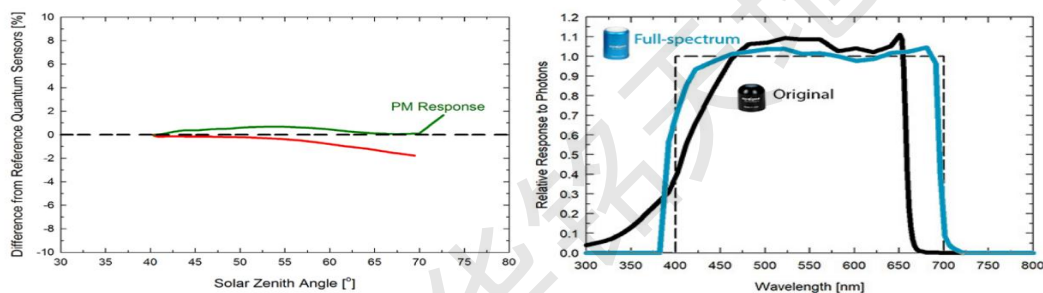 Difference from Reference Quantum Sensors [%]
10
8
6
4
2
0
-2
-4
-6
-8
-10
PM Response
30 35 40 45 50 55 60 65 70 75 80
Solar Zenith Angle [°]
Relative Response to Photons
1.2
1.1
1.0
0.9
0.8
0.7
0.6
0.5
0.4
0.3
0.2
0.1
0.0
Full-spectrum
Original
300 350 400 450 500 550 600 650 700 750 800
Wavelength [nm]
华铭天地